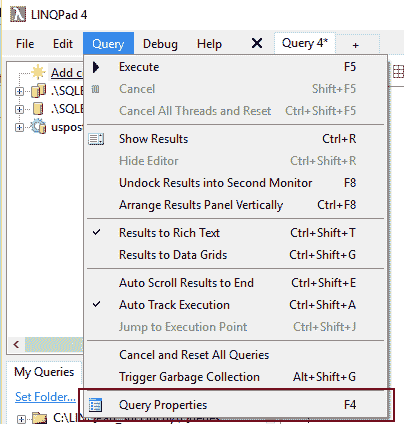 LINQPad 4
File Edit Query Debug Help Query 4* +
Add c
.\SQLE
.\SQLE
uspost
Execute F5
Cancel Shift+F5
Cancel All Threads and Reset Ctrl+Shift+F5
Show Results Ctrl+R
Hide Editor Ctrl+Shift+R
Undock Results into Second Monitor F8
Arrange Results Panel Vertically Ctrl+F8
Results to Rich Text Ctrl+Shift+T
Results to Data Grids Ctrl+Shift+G
Auto Scroll Results to End Ctrl+Shift+E
Auto Track Execution Ctrl+Shift+A
Jump to Execution Point Ctrl+Shift+J
Cancel and Reset All Queries
Trigger Garbage Collection Alt+Shift+G
Query Properties F4
My Queries
Set Folder...